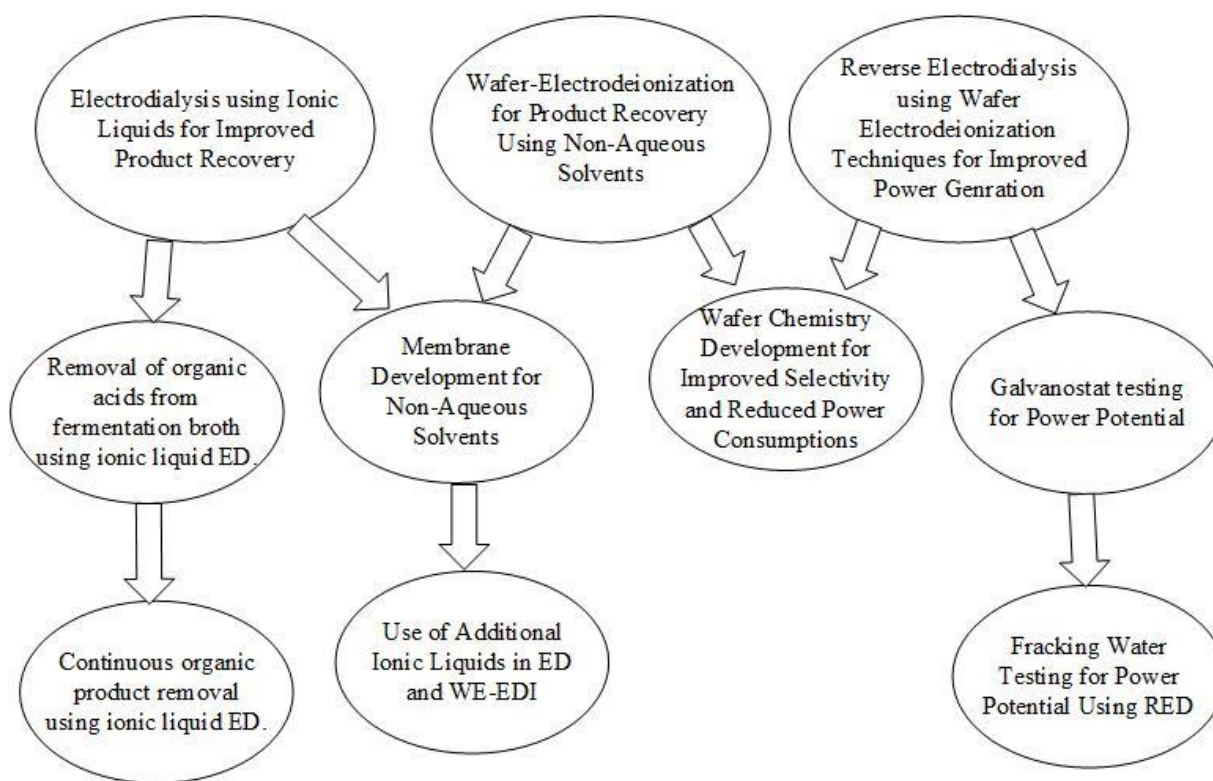 Electrodialysis using Ionic
Liquids for Improved
Product Recovery
Wafer-Electrodeionization
for Product Recovery
Using Non-Aqueous
Solvents
Reverse Electrodialysis
using Wafer
Electrodeionization
Techniques for Improved
Power Genration
Removal of organic
acids from
fermentation broth
using ionic liquid ED.
Membrane
Development for
Non-Aqueous
Solvents
Wafer Chemistry
Development for
Improved Selectivity
and Reduced Power
Consumptions
Galvanostat testing
for Power Potential
Continuous organic
product removal
using ionic liquid ED.
Use of Additional
Ionic Liquids in ED
and WE-EDI
Fracking Water
Testing for Power
Potential Using RED